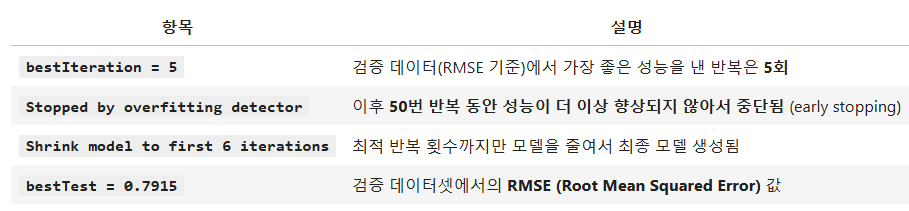 항목 설명
bestIteration = 5 검증 데이터(RMSE 기준)에서 가장 좋은 성능을 낸 반복은 5회
Stopped by overfitting detector 이후 50번 반복 동안 성능이 더 이상 향상되지 않아서 중단됨 (early stopping)
Shrink model to first 6 iterations 최적 반복 횟수까지만 모델을 줄여서 최종 모델 생성됨
bestTest = 0.7915 검증 데이터셋에서의 RMSE (Root Mean Squared Error) 값